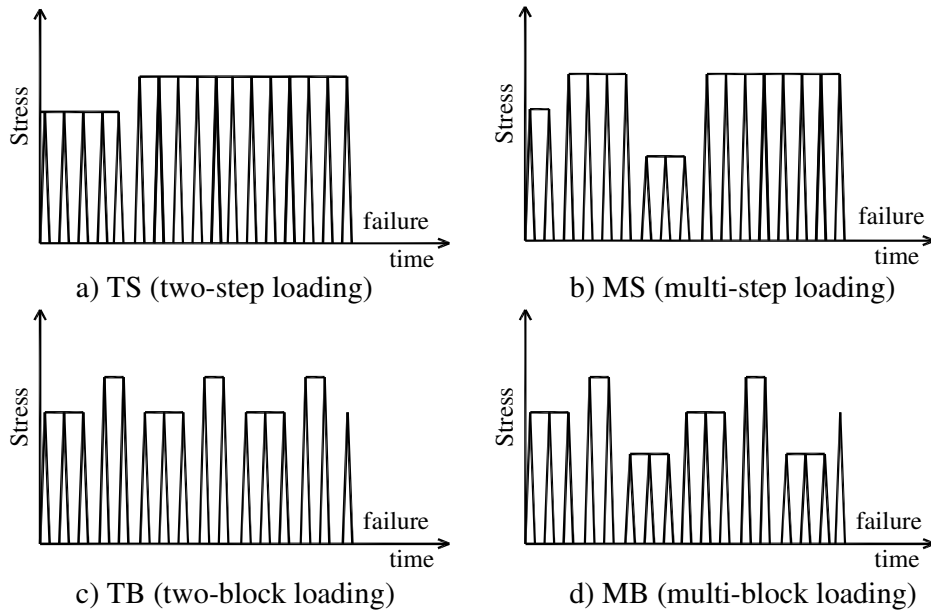 Stress
failure
time
a) TS (two-step loading)
Stress
failure
time
b) MS (multi-step loading)
Stress
failure
time
c) TB (two-block loading)
Stress
failure
time
d) MB (multi-block loading)